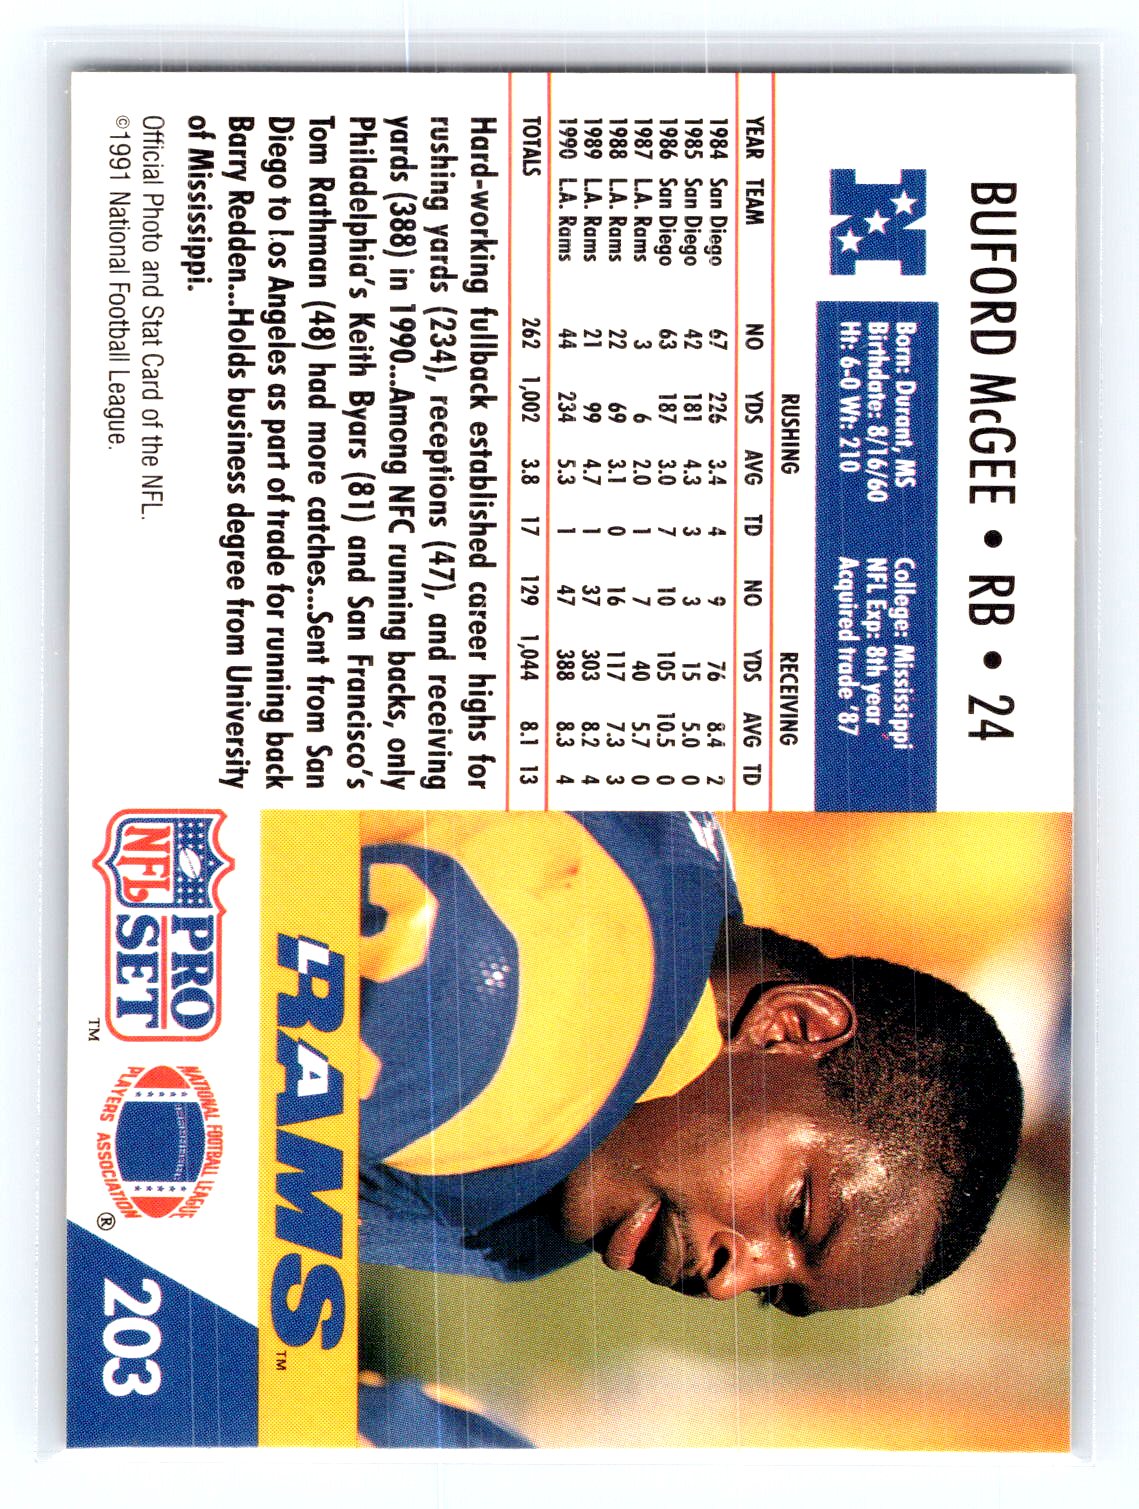 BUFORD McGEE • RB • 24
Born: Durant, MS College: Mississippi
Birthdate: 8/16/60 NFL Exp: 8th year
Ht: 6-0 Wt: 210 Acquired trade '87
RUSHING RECEIVING
YEAR TEAM NO YDS AVG TD NO YDS AVG TD
1984 San Diego 67 226 3.4 4 9 76 8.4 2
1985 San Diego 42 181 4.3 3 3 15 5.0 0
1986 San Diego 63 187 3.0 7 10 105 10.5 0
1987 L.A. Rams 3 6 2.0 1 7 40 5.7 0
1988 L.A. Rams 22 69 3.1 0 16 117 7.3 3
1989 L.A. Rams 21 99 4.7 1 37 303 8.2 4
1990 L.A. Rams 44 234 5.3 1 47 388 8.3 4
TOTALS 262 1,002 3.8 17 129 1,044 8.1 13
Hard-working fullback established career highs for
rushing yards (234), receptions (47), and receiving
yards (388) in 1990...Among NFC running backs, only
Philadelphia's Keith Byars (81) and San Francisco's
Tom Rathman (48) had more catches...Sent from San
Diego to Los Angeles as part of trade for running back
Barry Redden...Holds business degree from University
of Mississippi.
Official Photo and Stat Card of the NFL.
©1991 National Football League.
RAMS™
NFL
PRO
SET
™
NATIONAL FOOTBALL LEAGUE
PLAYERS ASSOCIATION
®
203